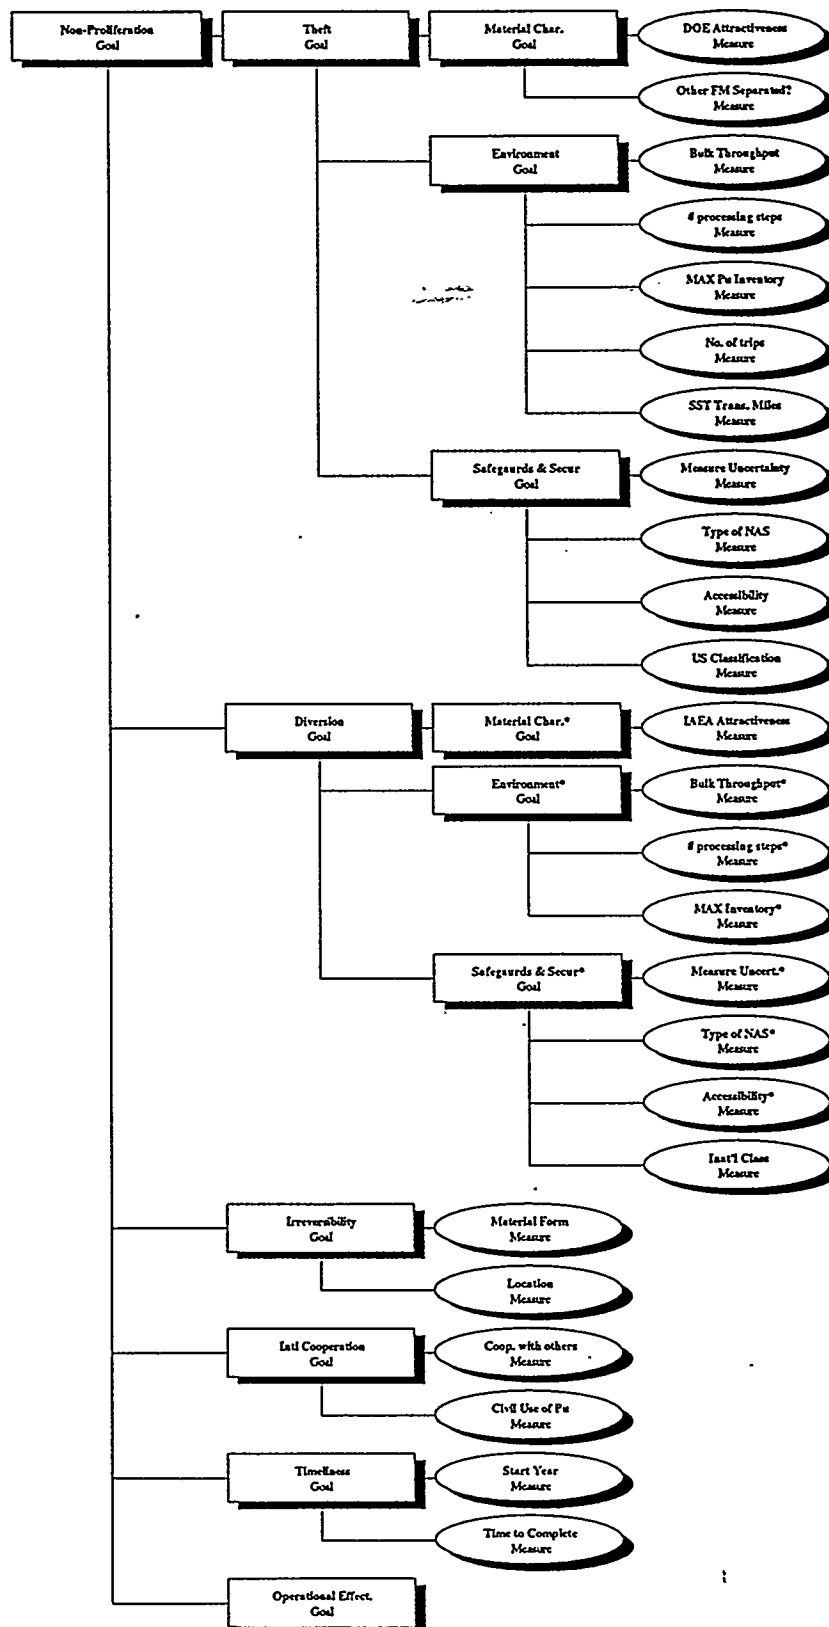 Non-Proliferation
Goal
Theft
Goal
Material Char.
Goal
DOE Attractiveness
Measure
Other FM Separated?
Measure
Environment
Goal
Bulk Throughput
Measure
# processing steps
Measure
MAX Pu Inventory
Measure
No. of trips
Measure
SST Trans. Miles
Measure
Safegaurds & Secur
Goal
Measure Uncertainty
Measure
Type of NAS
Measure
Accessibility
Measure
US Classification
Measure
Diversion
Goal
Material Char.*
Goal
IAEA Attractiveness
Measure
Environment*
Goal
Bulk Throughput*
Measure
# processing steps*
Measure
MAX Inventory*
Measure
Safegaurds & Secur*
Goal
Measure Uncert.*
Measure
Type of NAS*
Measure
Accessibility*
Measure
Int'l Class
Measure
Irreversibility
Goal
Material Form
Measure
Location
Measure
Intl Cooperation
Goal
Coop. with others
Measure
Civil Use of Pu
Measure
Timeliness
Goal
Start Year
Measure
Time to Complete
Measure
Operational Effect.
Goal